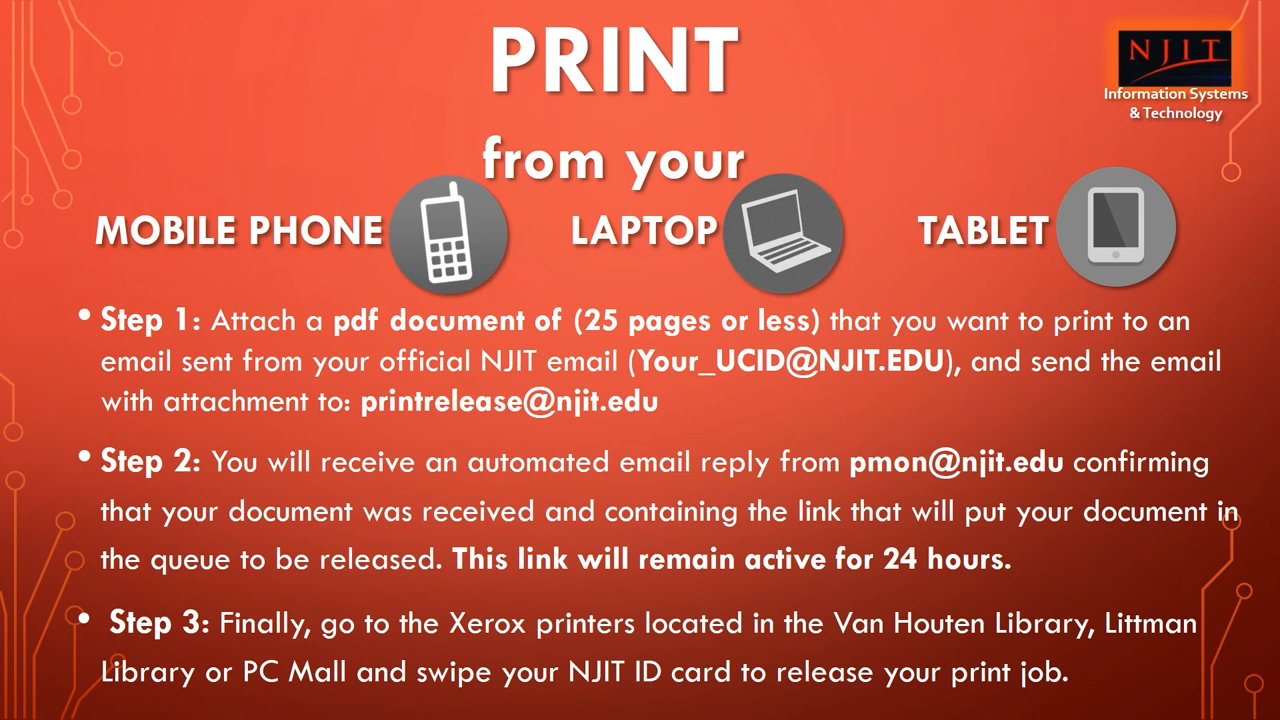 PRINT
NJIT
Information Systems
& Technology
from your
MOBILE PHONE LAPTOP TABLET
• Step 1: Attach a pdf document of (25 pages or less) that you want to print to an
email sent from your official NJIT email (Your_UCID@NJIT.EDU), and send the email
with attachment to: printrelease@njit.edu
• Step 2: You will receive an automated email reply from pmon@njit.edu confirming
that your document was received and containing the link that will put your document in
the queue to be released. This link will remain active for 24 hours.
• Step 3: Finally, go to the Xerox printers located in the Van Houten Library, Littman
Library or PC Mall and swipe your NJIT ID card to release your print job.